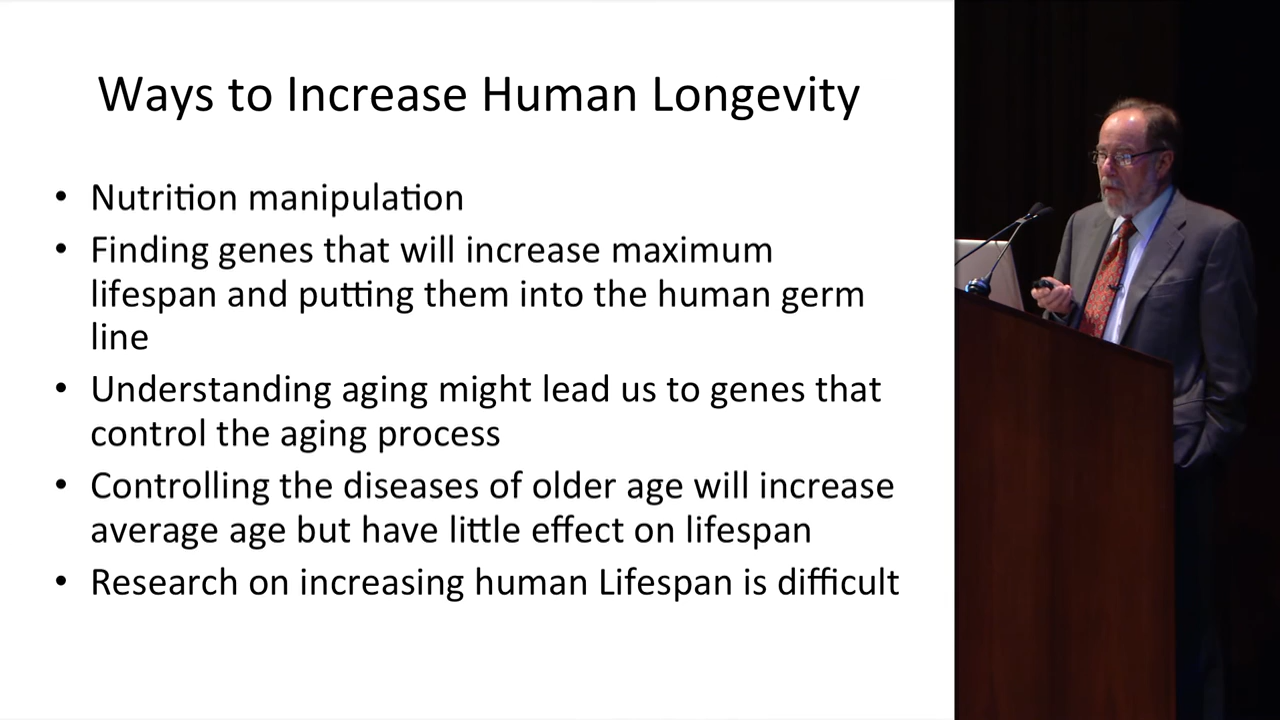 Ways to Increase Human Longevity
• Nutrition manipulation
• Finding genes that will increase maximum
lifespan and putting them into the human germ
line
• Understanding aging might lead us to genes that
control the aging process
• Controlling the diseases of older age will increase
average age but have little effect on lifespan
• Research on increasing human Lifespan is difficult